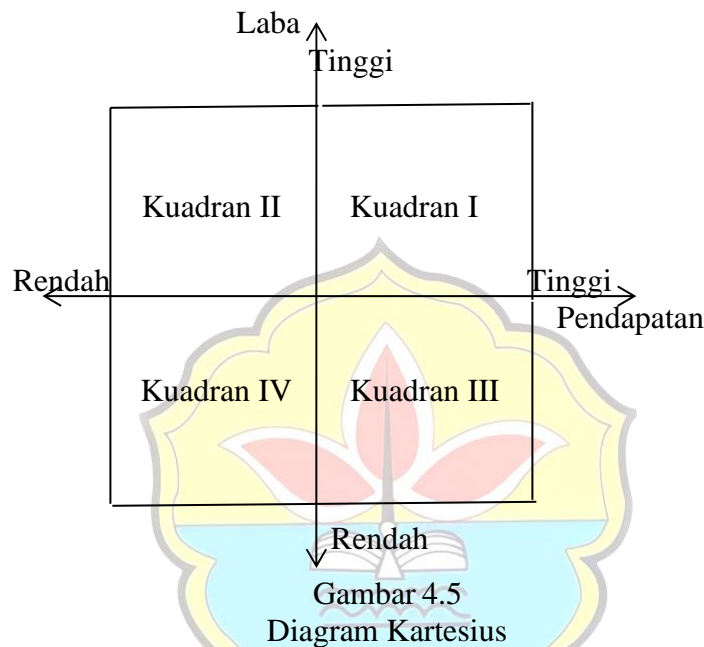 Laba
Tinggi
Kuadran II Kuadran I
Rendah Tinggi
Pendapatan
Kuadran IV Kuadran III
Rendah
Gambar 4.5
Diagram Kartesius